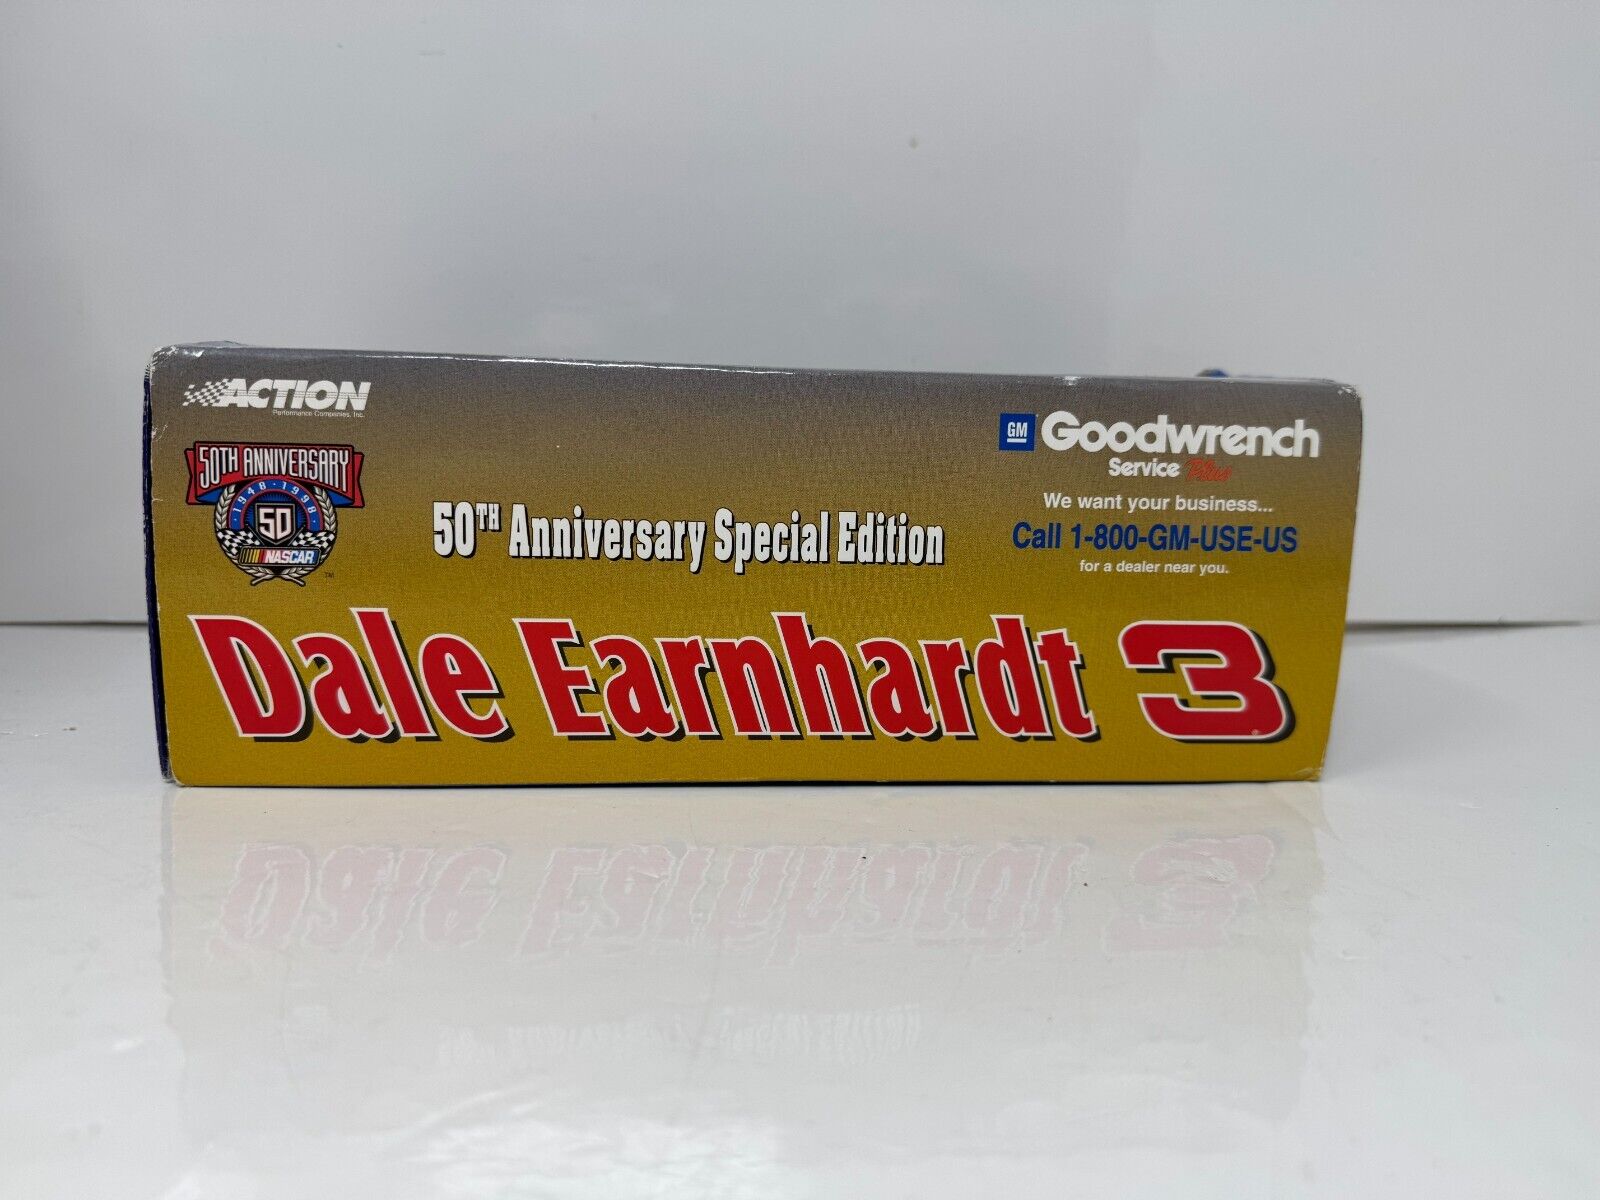 ACTION
Performance Companies, Inc.
50TH ANNIVERSARY
1948-1998
50
NASCAR
TM
50TH Anniversary Special Edition
GM
Goodwrench
Service Plus
We want your business...
Call 1-800-GM-USE-US
for a dealer near you.
Dale Earnhardt 3